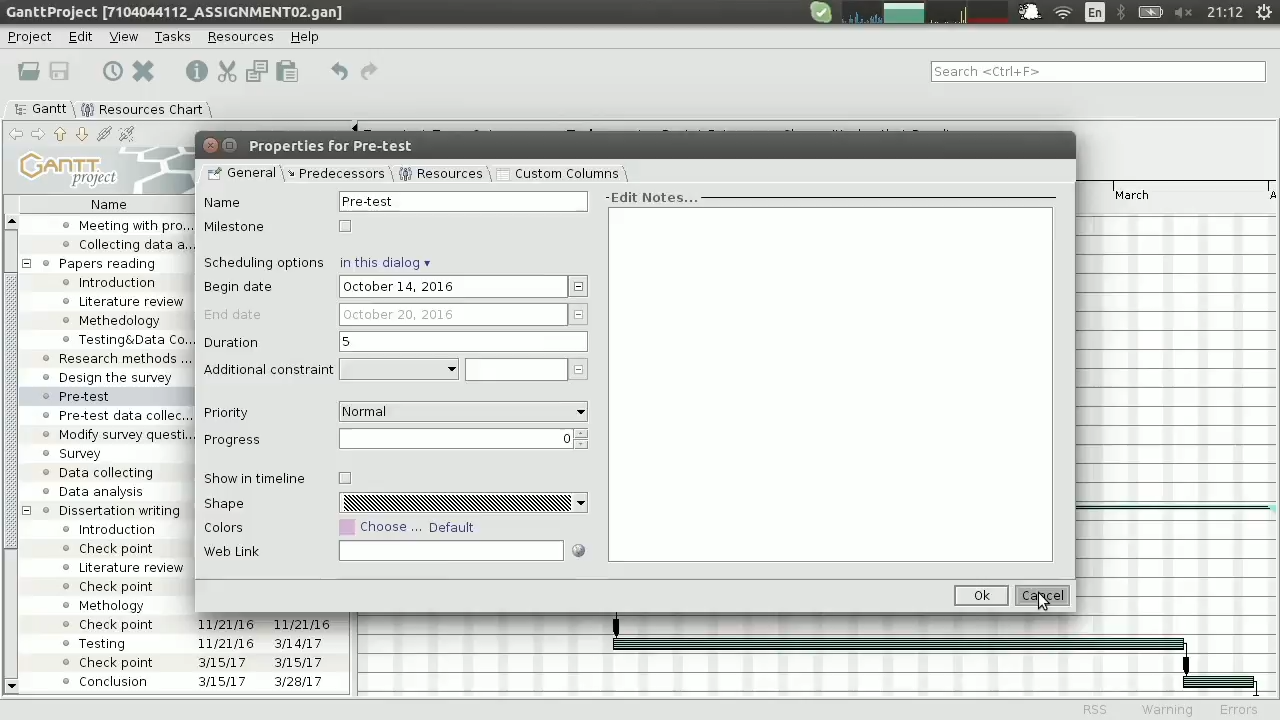 GanttProject [7104044112_ASSIGNMENT02.gan]
En
21:12
Project Edit View Tasks Resources Help
Search <Ctrl+F>
Gantt
Resources Chart
GANTT
project
Name
March
Meeting with pro...
Collecting data a...
Papers reading
Introduction
Literature review
Methedology
Testing&Data Co...
Research methods ...
Design the survey
Pre-test
Pre-test data collec...
Modify survey questi...
Survey
Data collecting
Data analysis
Dissertation writing
Introduction
Check point
Literature review
Check point
Methology
Check point 11/21/16 11/21/16
Testing 11/21/16 3/14/17
Check point 3/15/17 3/15/17
Conclusion 3/15/17 3/28/17
Properties for Pre-test
General Predecessors Resources Custom Columns
Name Pre-test
Milestone
Scheduling options in this dialog
Begin date October 14, 2016
End date October 20, 2016
Duration 5
Additional constraint
Priority Normal
Progress 0
Show in timeline
Shape
Colors Choose ... Default
Web Link
Edit Notes...
Ok Cancel
RSS Warning Errors